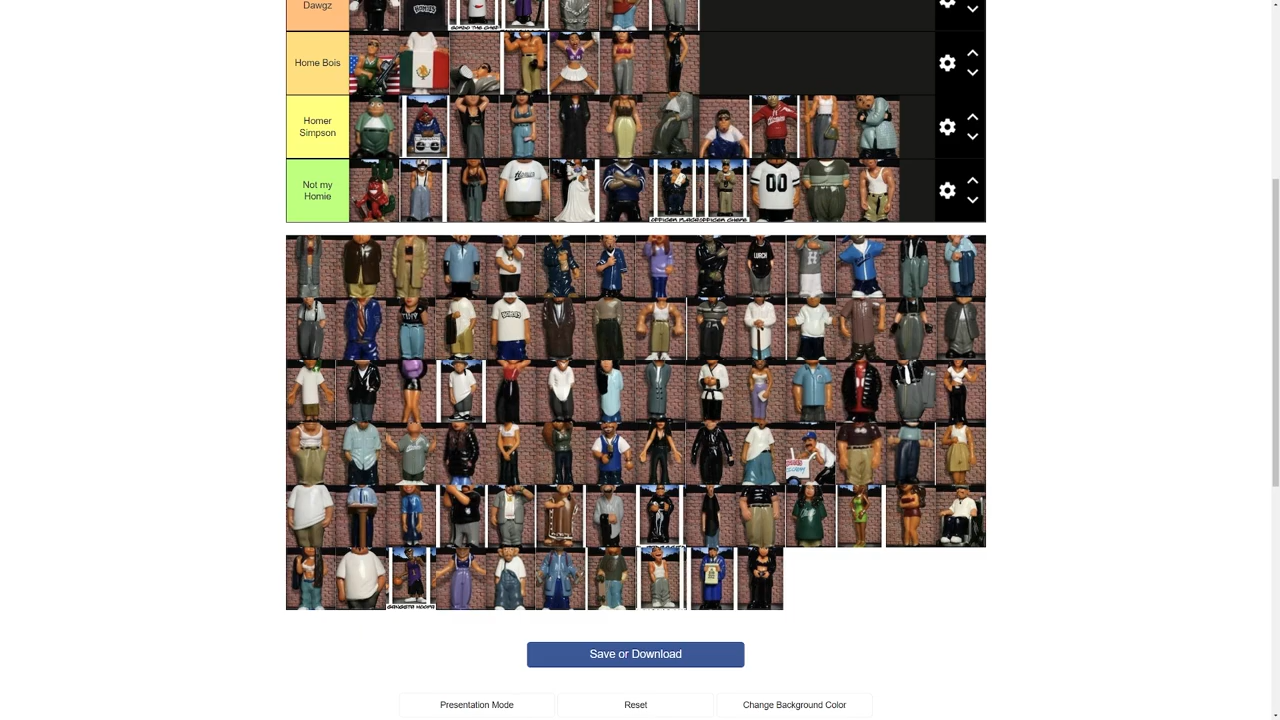 Dawgz
Home Bois
Homer
Simpson
Not my
Homie
00
LURCH
Save or Download
Presentation Mode
Reset
Change Background Color